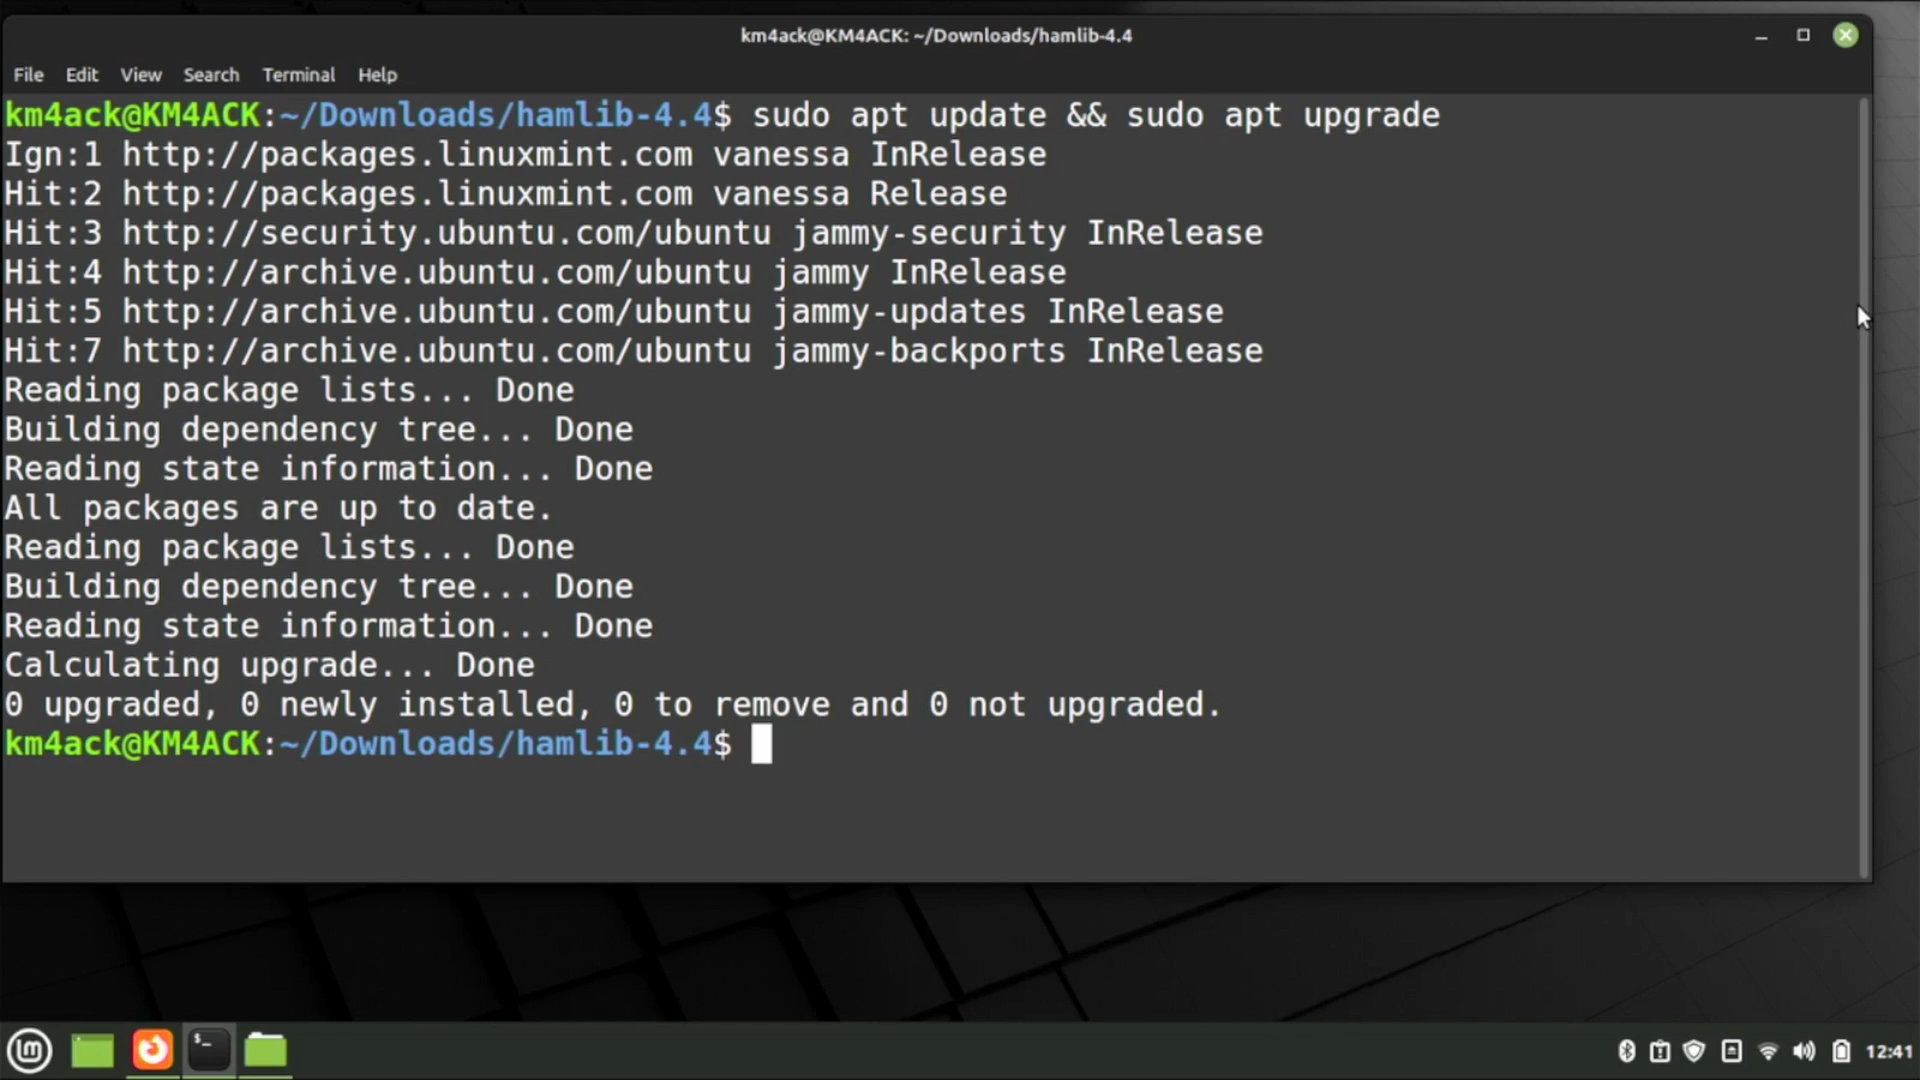 km4ack@KM4ACK: ~/Downloads/hamlib-4.4
File Edit View Search Terminal Help
km4ack@KM4ACK:~/Downloads/hamlib-4.4$ sudo apt update && sudo apt upgrade
Ign:1 http://packages.linuxmint.com vanessa InRelease
Hit:2 http://packages.linuxmint.com vanessa Release
Hit:3 http://security.ubuntu.com/ubuntu jammy-security InRelease
Hit:4 http://archive.ubuntu.com/ubuntu jammy InRelease
Hit:5 http://archive.ubuntu.com/ubuntu jammy-updates InRelease
Hit:7 http://archive.ubuntu.com/ubuntu jammy-backports InRelease
Reading package lists... Done
Building dependency tree... Done
Reading state information... Done
All packages are up to date.
Reading package lists... Done
Building dependency tree... Done
Reading state information... Done
Calculating upgrade... Done
0 upgraded, 0 newly installed, 0 to remove and 0 not upgraded.
km4ack@KM4ACK:~/Downloads/hamlib-4.4$
12:41